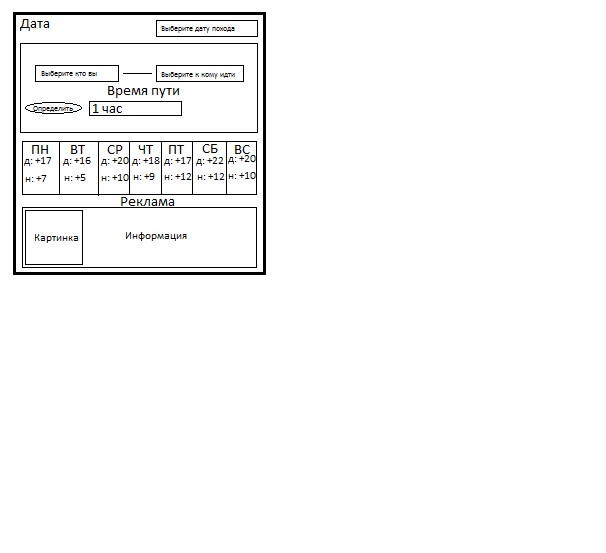 Дата
Выберите дату похода
Выберите кто вы
Выберите к кому идти
Время пути
Определить
1 час
ПН ВТ СР ЧТ ПТ СБ ВС
д: +17 д: +16 д: +20 д: +18 д: +17 д: +22 д: +20
н: +7 н: +5 н: +10 н: +9 н: +12 н: +12 н: +10
Реклама
Картинка
Информация